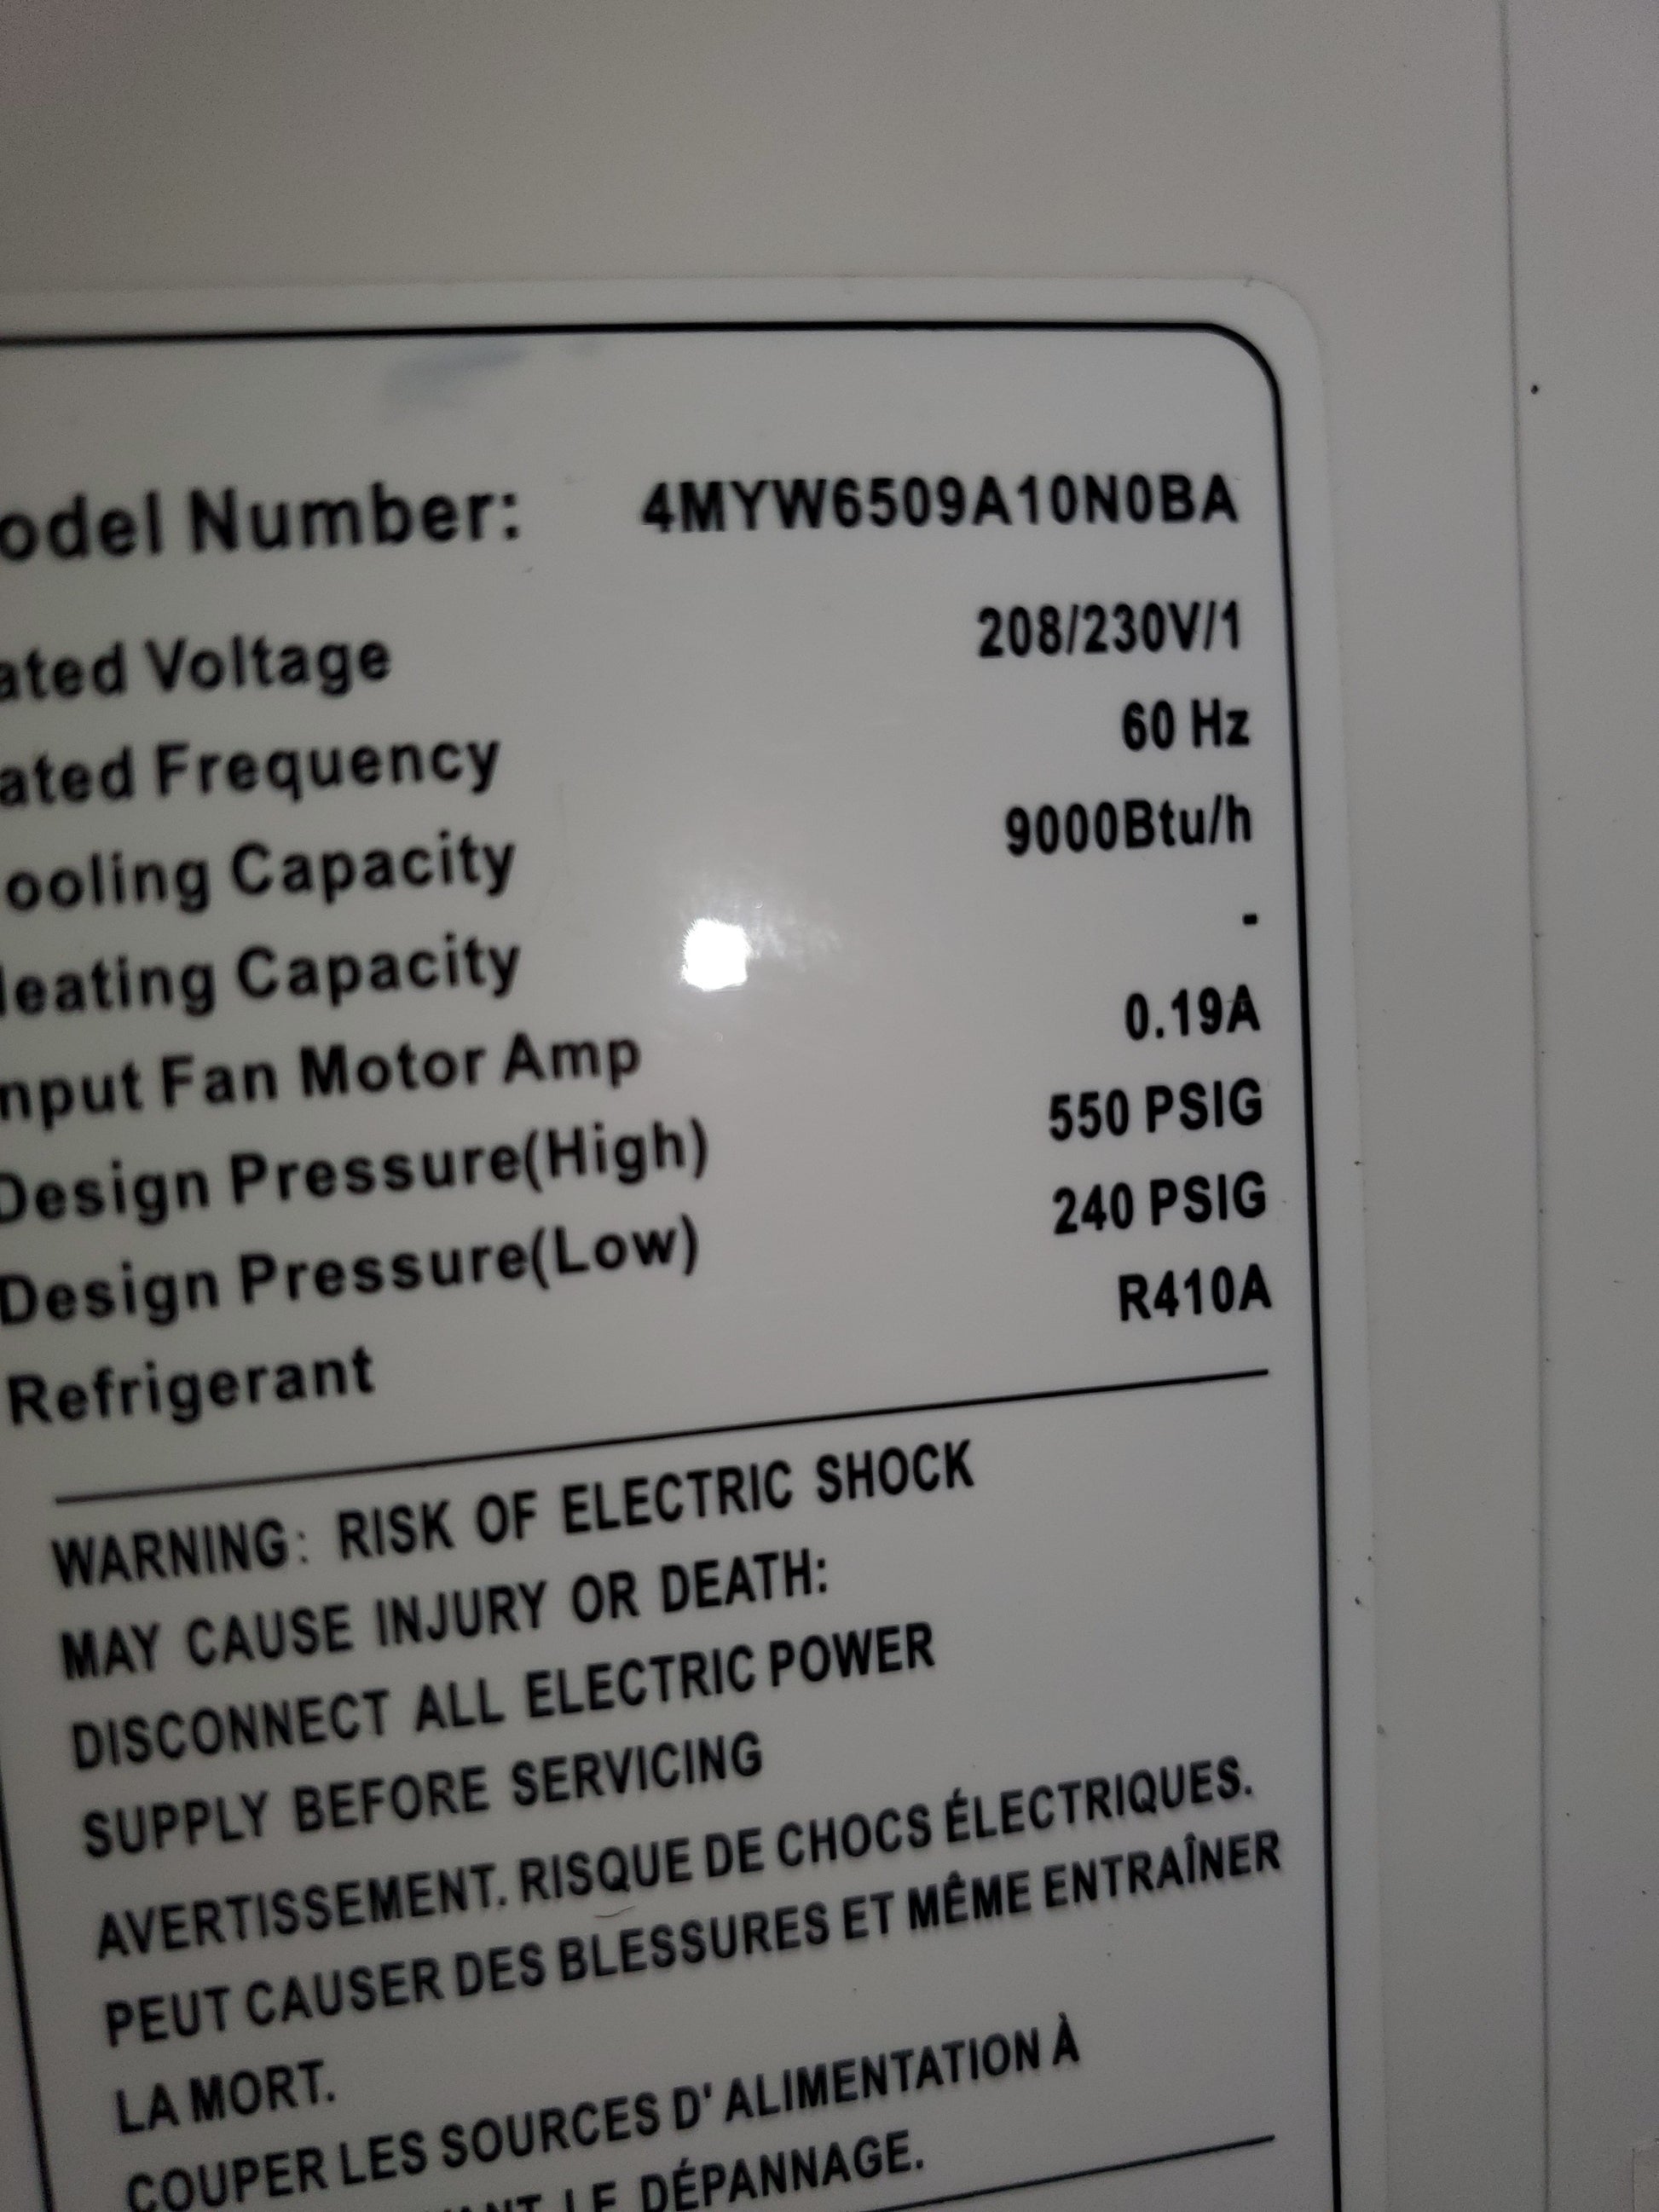 odel Number: 4MYW6509A10N0BA
ated Voltage 208/230V/1
ated Frequency 60 Hz
ooling Capacity 9000Btu/h
eating Capacity -
nput Fan Motor Amp 0.19A
Design Pressure(High) 550 PSIG
Design Pressure(Low) 240 PSIG
Refrigerant R410A
WARNING: RISK OF ELECTRIC SHOCK
MAY CAUSE INJURY OR DEATH:
DISCONNECT ALL ELECTRIC POWER
SUPPLY BEFORE SERVICING
AVERTISSEMENT. RISQUE DE CHOCS ÉLECTRIQUES.
PEUT CAUSER DES BLESSURES ET MÊME ENTRAÎNER
LA MORT.
COUPER LES SOURCES D' ALIMENTATION À
ANT LE DÉPANNAGE.